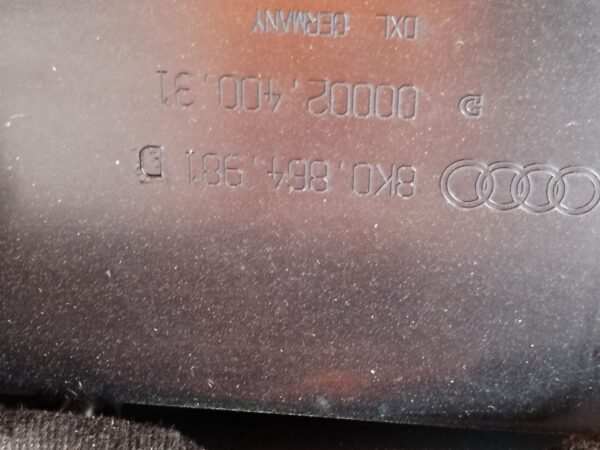 8K0.864.981 D
00002.400.31
DXL GERMANY